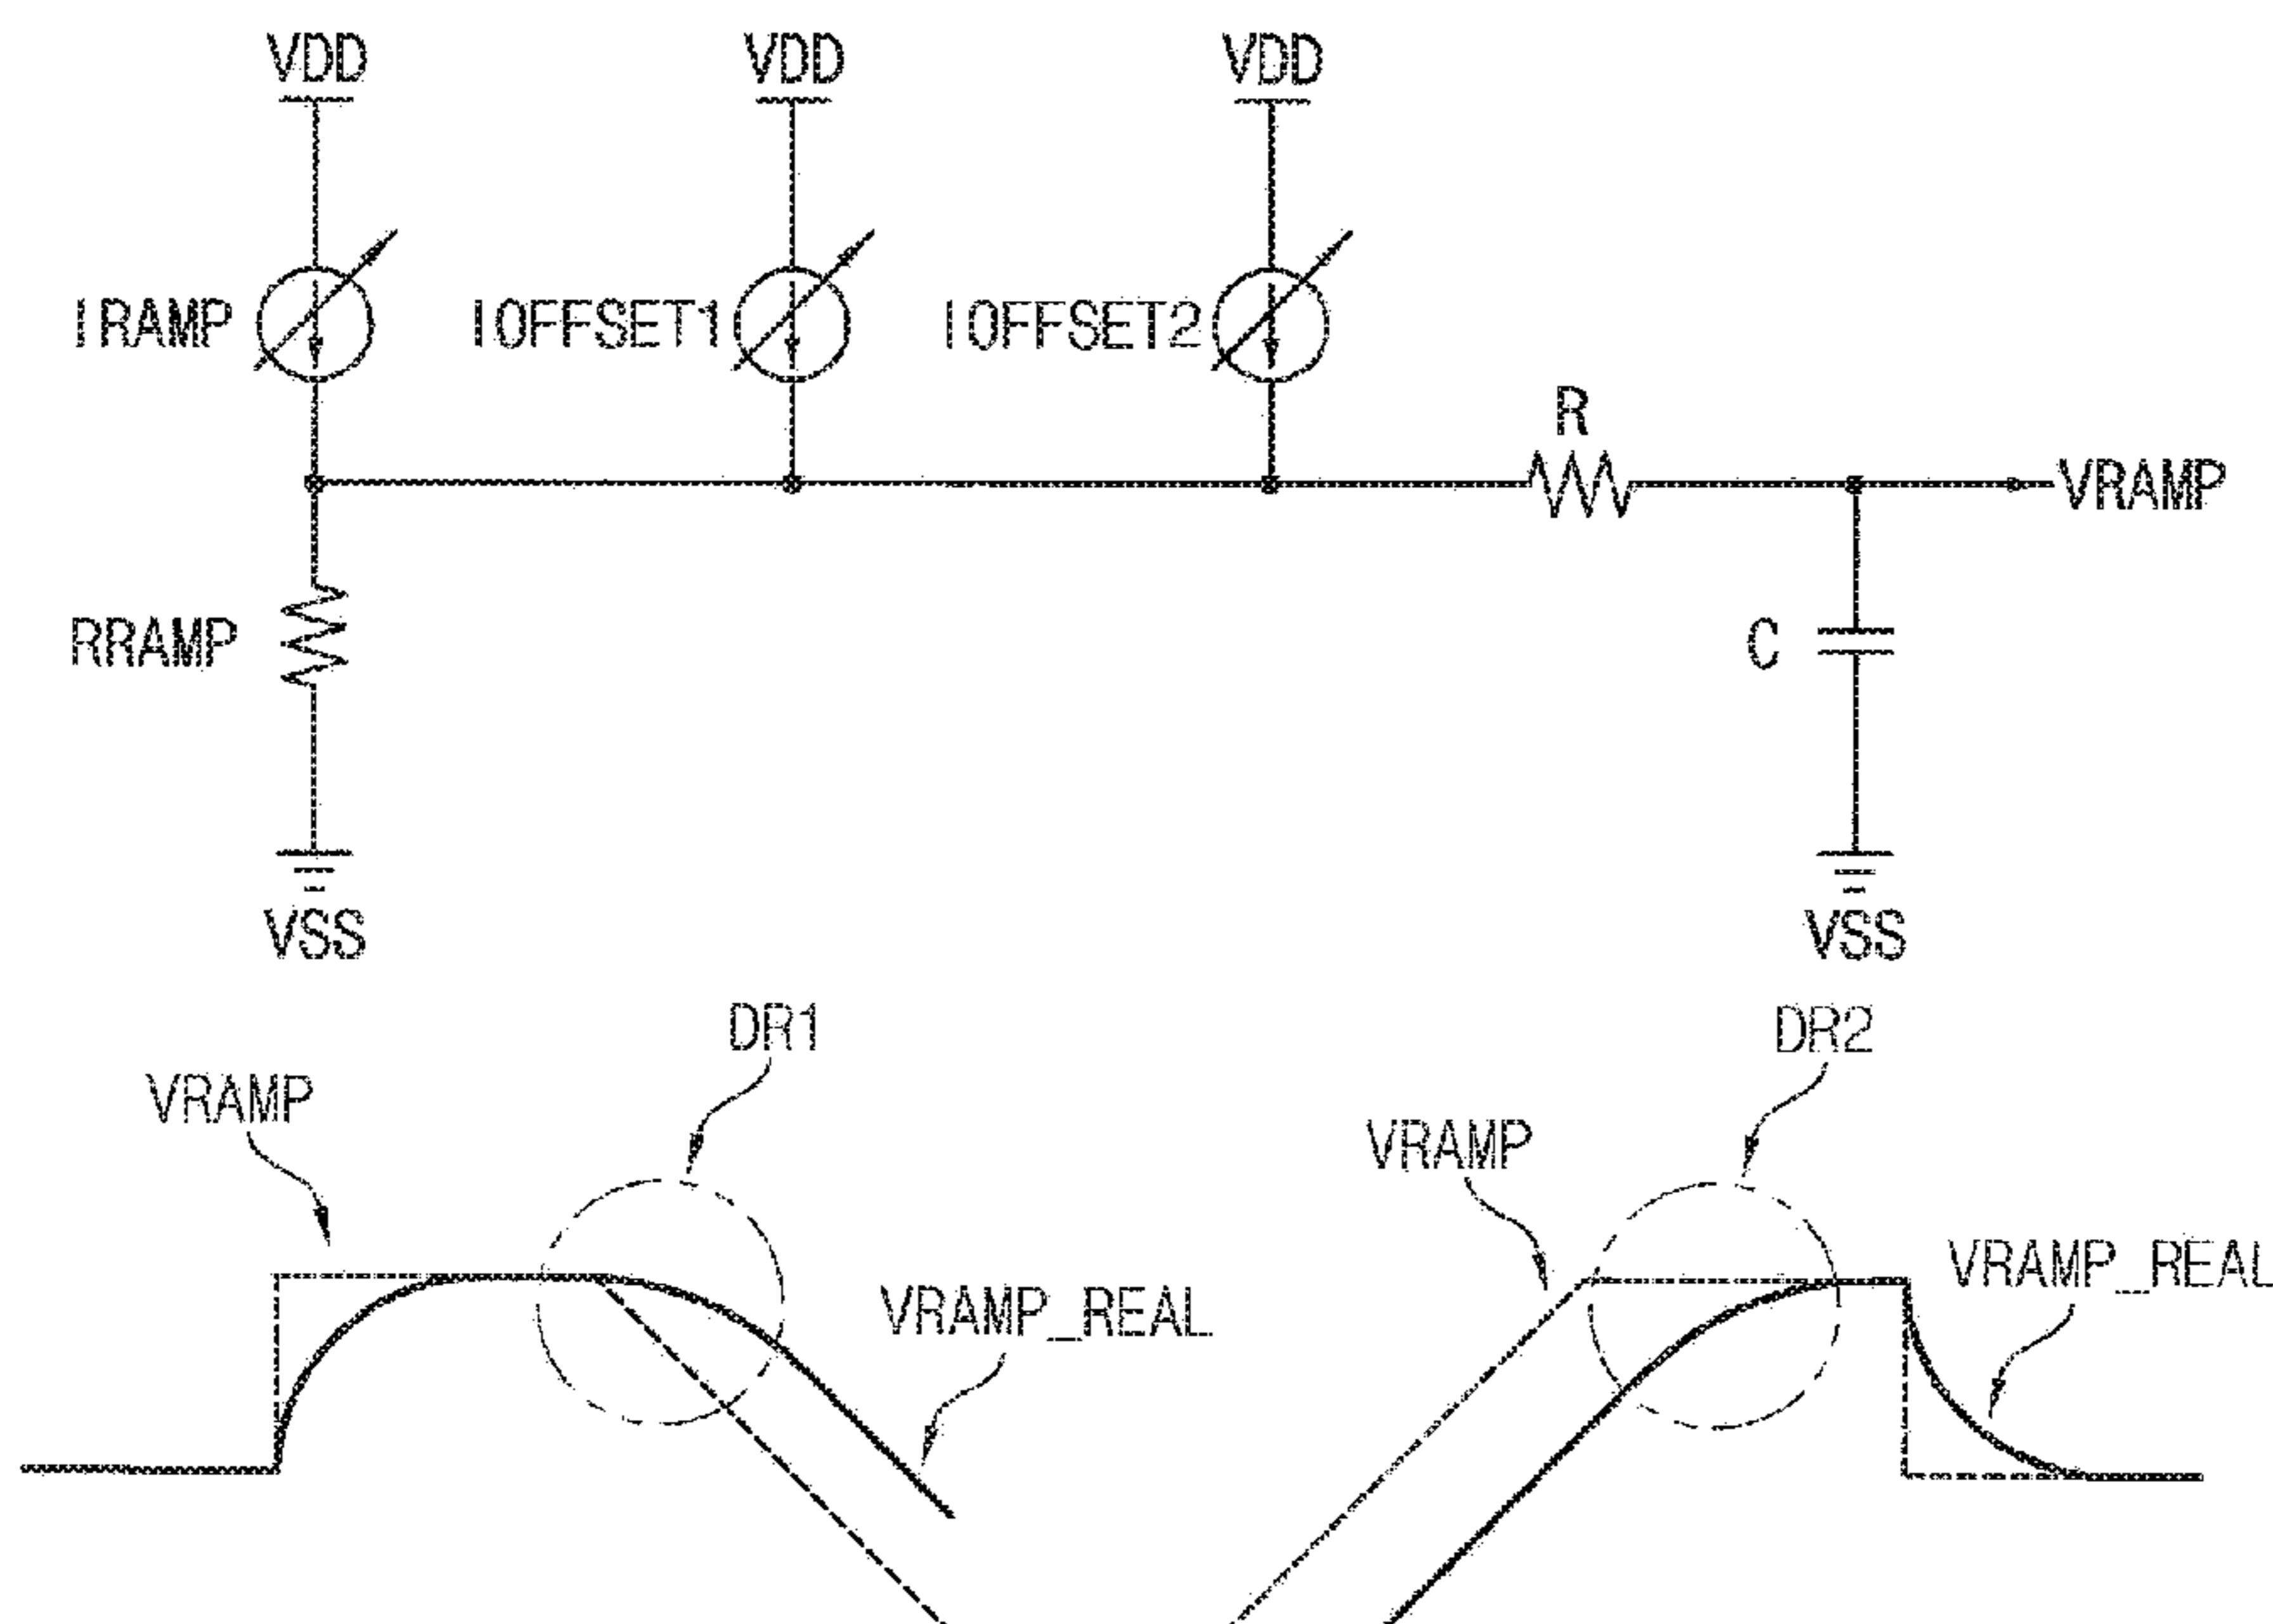 VDD VDD VDD
IRAMP IOFFSET1 IOFFSET2
R
VRAMP
RRAMP C
VSS VSS
DR1 DR2
VRAMP VRAMP
VRAMP_REAL VRAMP_REAL